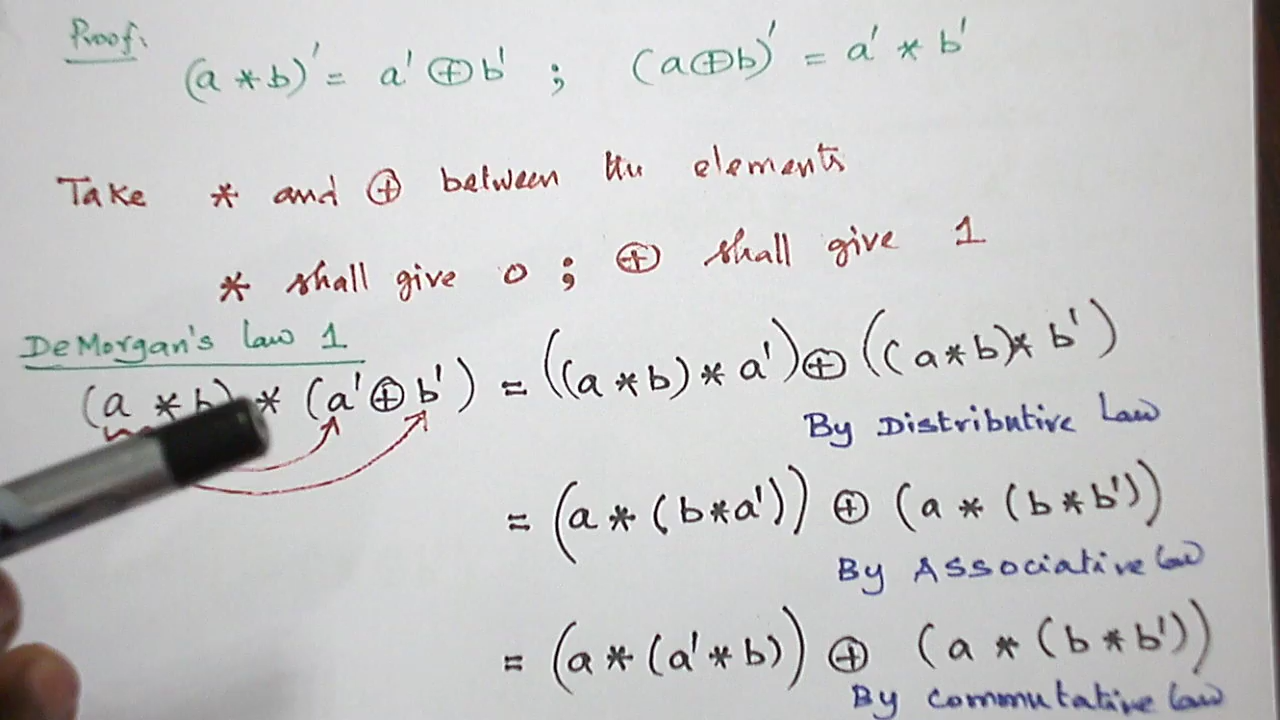 Proof:
(a * b)' = a' ⊕ b' ; (a ⊕ b)' = a' * b'
Take * and ⊕ between the elements
* shall give 0 ; ⊕ shall give 1
DeMorgan's Law 1
(a * b) * (a' ⊕ b') = ((a * b) * a') ⊕ ((a * b) * b')
By Distributive Law
= (a * (b * a')) ⊕ (a * (b * b'))
By Associative law
= (a * (a' * b)) ⊕ (a * (b * b'))
By Commutative law